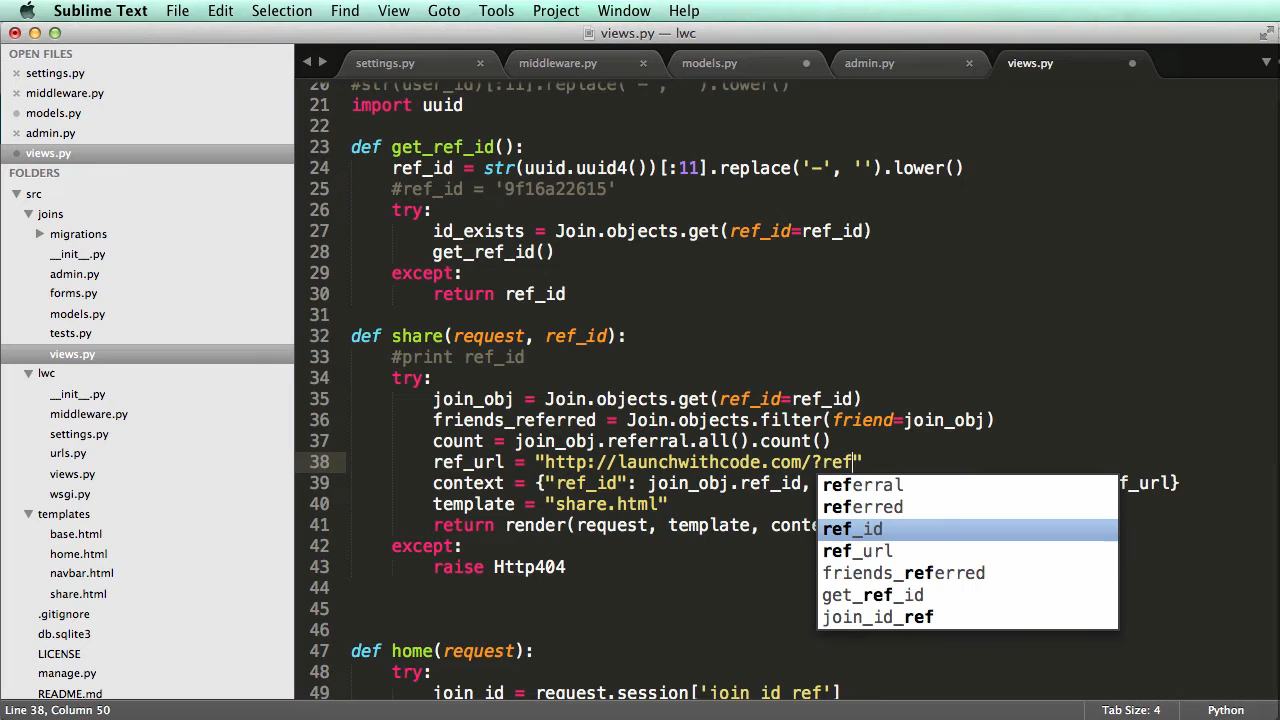 Sublime Text File Edit Selection Find View Goto Tools Project Window Help
views.py — lwc
OPEN FILES
settings.py
middleware.py
models.py
admin.py
views.py
FOLDERS
src
joins
migrations
__init__.py
admin.py
forms.py
models.py
tests.py
views.py
lwc
__init__.py
middleware.py
settings.py
urls.py
views.py
wsgi.py
templates
base.html
home.html
navbar.html
share.html
.gitignore
db.sqlite3
LICENSE
manage.py
README.md
settings.py middleware.py models.py admin.py views.py
20 #str(user_id)[:11].replace('-', '').lower()
21 import uuid
22
23 def get_ref_id():
24 ref_id = str(uuid.uuid4())[:11].replace('-', '').lower()
25 #ref_id = '9f16a22615'
26 try:
27 id_exists = Join.objects.get(ref_id=ref_id)
28 get_ref_id()
29 except:
30 return ref_id
31
32 def share(request, ref_id):
33 #print ref_id
34 try:
35 join_obj = Join.objects.get(ref_id=ref_id)
36 friends_referred = Join.objects.filter(friend=join_obj)
37 count = join_obj.referral.all().count()
38 ref_url = "http://launchwithcode.com/?ref"
39 context = {"ref_id": join_obj.ref_id, f_url}
40 template = "share.html"
41 return render(request, template, conte
42 except:
43 raise Http404
44
45
46
47 def home(request):
48 try:
49 join_id = request.session['join_id_ref']
referral
referred
ref_id
ref_url
friends_referred
get_ref_id
join_id_ref
Line 38, Column 50 Tab Size: 4 Python